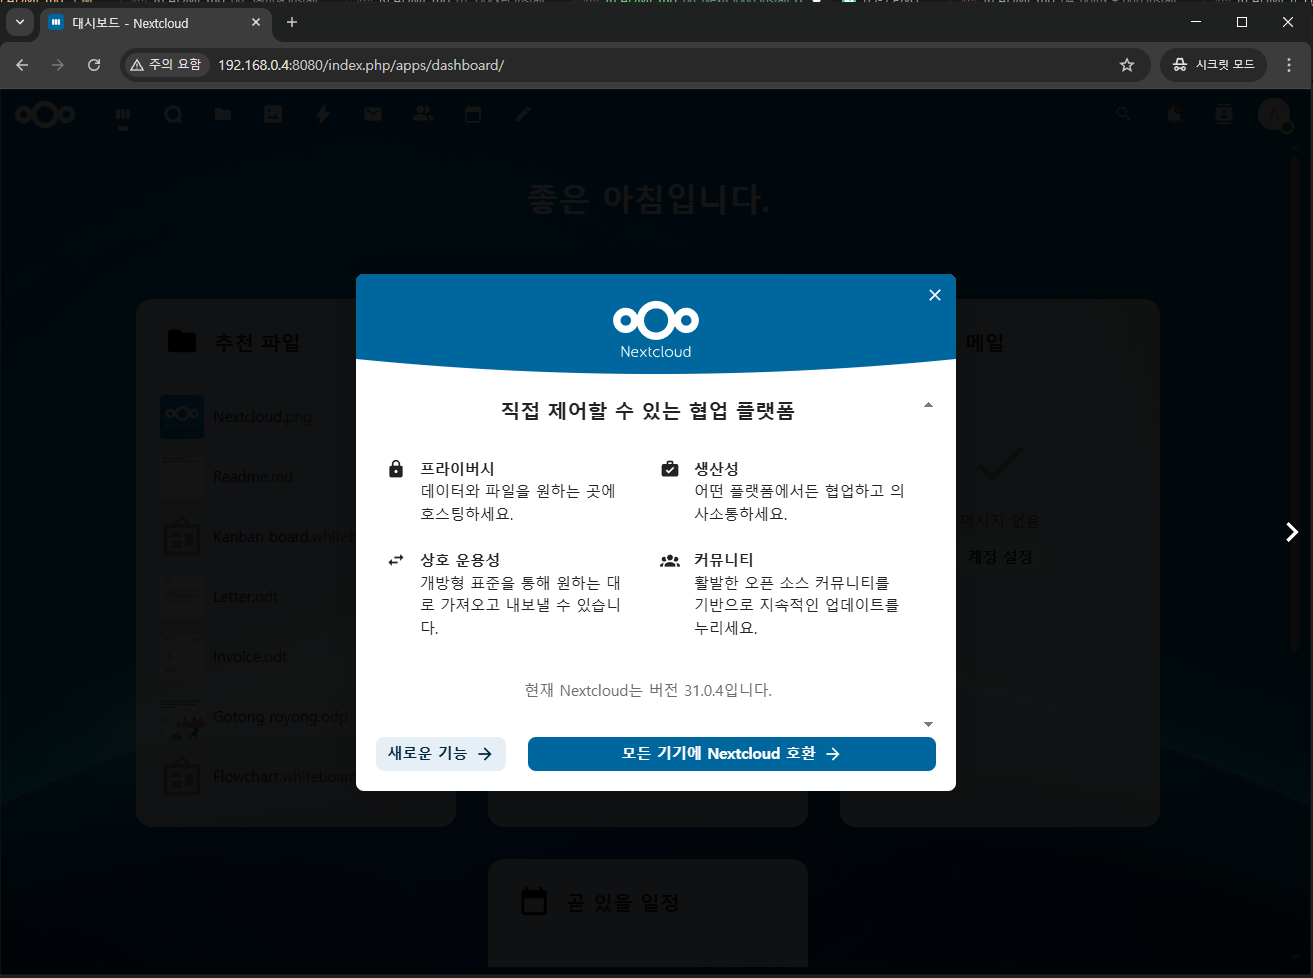 대시보드 - Nextcloud
주의 요함
192.168.0.4:8080/index.php/apps/dashboard/
시크릿 모드
A
좋은 아침입니다.
추천 파일
Nextcloud.png
Readme.md
Kanban board.whiteb
Letter.odt
Invoice.odt
Gotong royong.odp
Flowchart.whiteboard
Nextcloud
직접 제어할 수 있는 협업 플랫폼
프라이버시
데이터와 파일을 원하는 곳에
호스팅하세요.
생산성
어떤 플랫폼에서든 협업하고 의
사소통하세요.
상호 운용성
개방형 표준을 통해 원하는 대
로 가져오고 내보낼 수 있습니
다.
커뮤니티
활발한 오픈 소스 커뮤니티를
기반으로 지속적인 업데이트를
누리세요.
현재 Nextcloud는 버전 31.0.4입니다.
새로운 기능
모든 기기에 Nextcloud 호환
메일
메시지 없음
계정 설정
곧 있을 일정